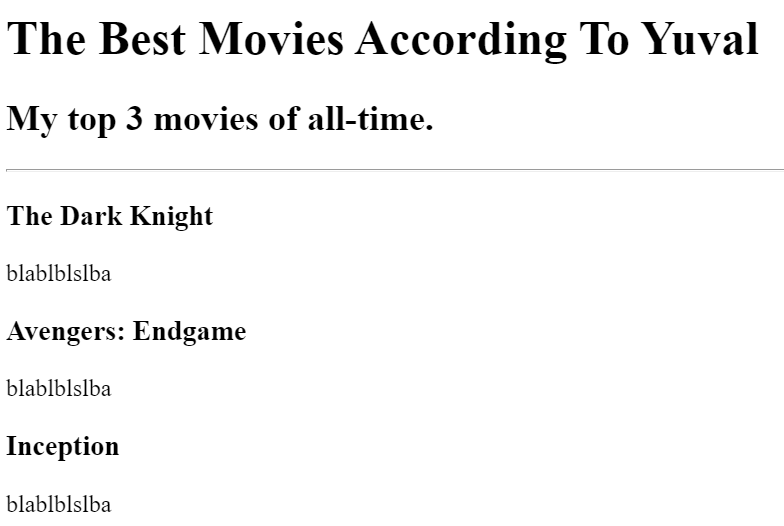 The Best Movies According To Yuval
My top 3 movies of all-time.
The Dark Knight
blablblslba
Avengers: Endgame
blablblslba
Inception
blablblslba